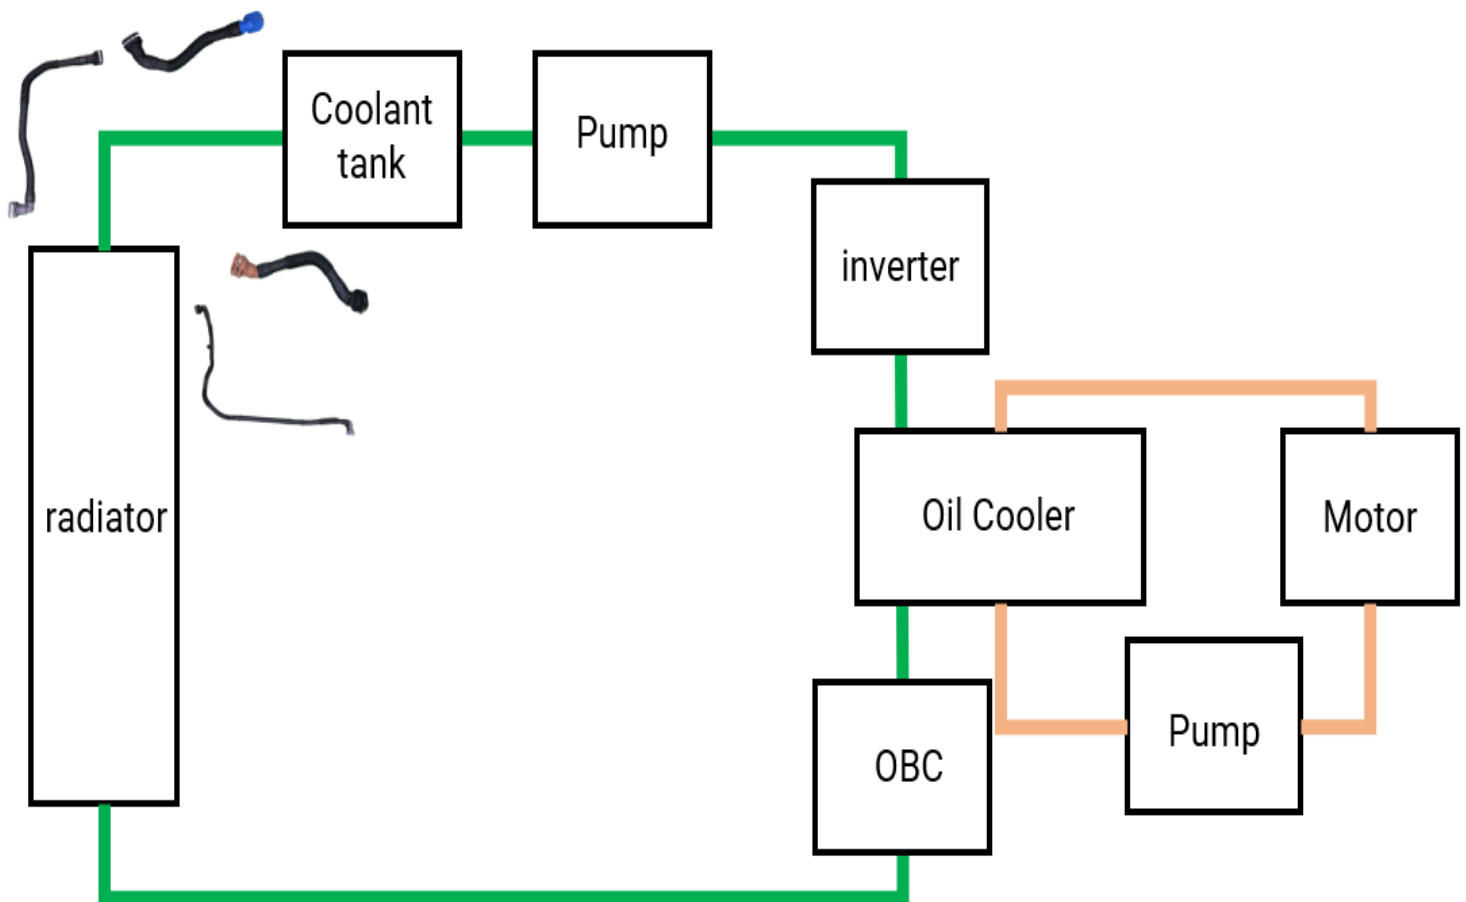 Coolant
tank
Pump
inverter
radiator
Oil Cooler
Motor
Pump
OBC